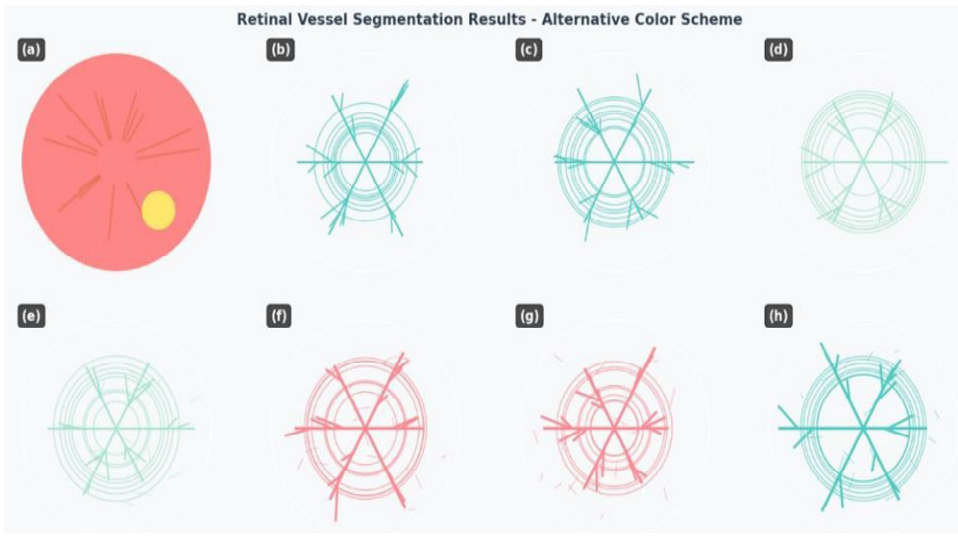 Retinal Vessel Segmentation Results - Alternative Color Scheme
(a)
(b)
(c)
(d)
(e)
(f)
(g)
(h)